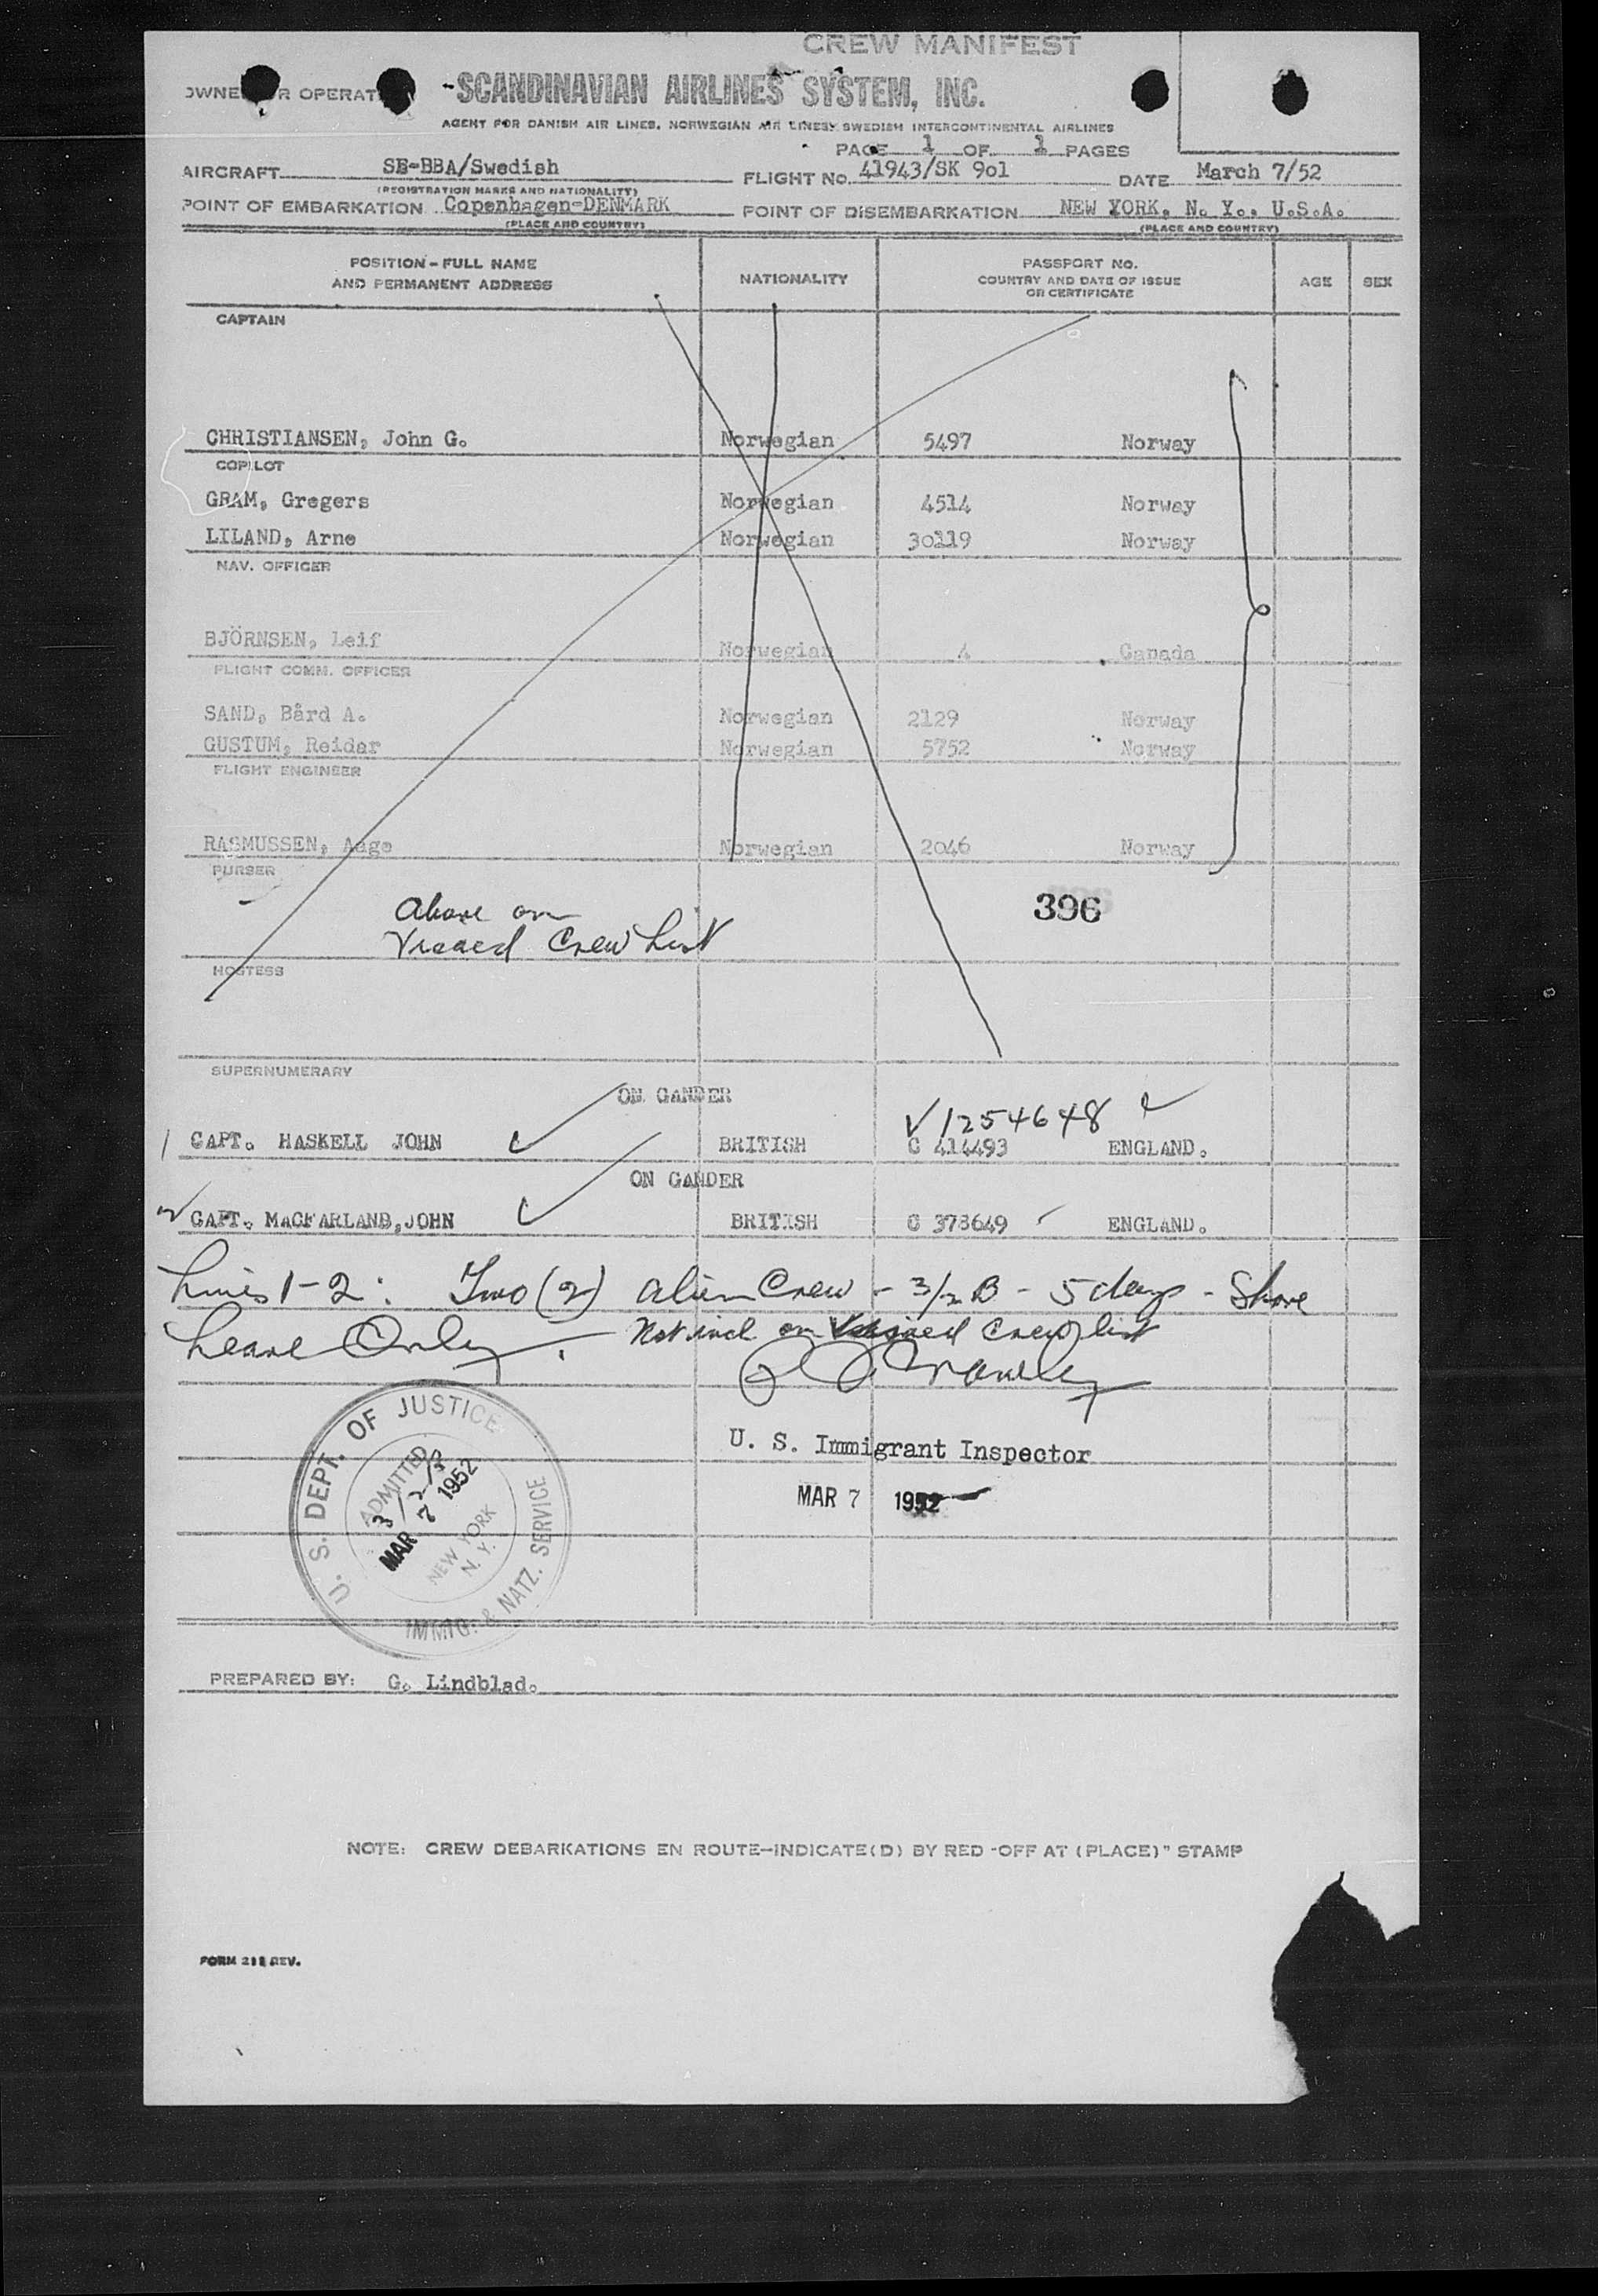 CREW MANIFEST
OWNER OR OPERAT
SCANDINAVIAN AIRLINES SYSTEM, INC.
AGENT FOR DANISH AIR LINES, NORWEGIAN AIR LINES, SWEDISH INTERCONTINENTAL AIRLINES
PAGE 1 OF 1 PAGES
AIRCRAFT SE-BBA/Swedish FLIGHT No. 41943/SK 9o1 DATE March 7/52
(REGISTRATION MARKS AND NATIONALITY)
POINT OF EMBARKATION Copenhagen-DENMARK POINT OF DISEMBARKATION NEW YORK, N. Y., U.S.A.
(PLACE AND COUNTRY) (PLACE AND COUNTRY)
POSITION - FULL NAME AND PERMANENT ADDRESS NATIONALITY PASSPORT No. COUNTRY AND DATE OF ISSUE OR CERTIFICATE AGE SEX
CAPTAIN
CHRISTIANSEN, John G. Norwegian 5497 Norway
COPILOT
GRAM, Gregers Norwegian 4514 Norway
LILAND, Arne Norwegian 30119 Norway
NAV. OFFICER
BJÖRNSEN, Leif Norwegian 4 Canada
FLIGHT COMM. OFFICER
SAND, Bård A. Norwegian 2129 Norway
GUSTUM, Reidar Norwegian 5752 Norway
FLIGHT ENGINEER
RASMUSSEN, Aage Norwegian 2046 Norway
PURSER
396
Above on
Visaed Crew List
HOSTESS
SUPERNUMERARY
ON GANDER
V1254648
1 CAPT. HASKELL JOHN BRITISH C 414493 ENGLAND.
ON GANDER
2 CAPT. MACFARLAND,JOHN BRITISH C 378649 ENGLAND.
Lines 1-2: Two (2) alien Crew - 3/2 B - 5 days - Shore
Leave Only. Not incl on Visaed Crew list
U. S. Immigrant Inspector
MAR 7 1952
U. S. DEPT. OF JUSTICE
ADMITTED
3/2/B
MAR 7 1952
NEW YORK
N. Y.
IMMIG. & NATZ. SERVICE
PREPARED BY: G. Lindblad.
NOTE: CREW DEBARKATIONS EN ROUTE—INDICATE(D) BY RED -OFF AT (PLACE)" STAMP
FORM 218 REV.